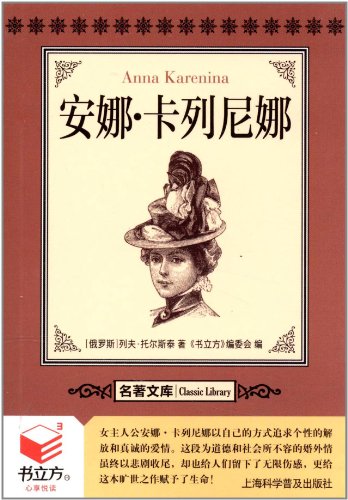 Anna Karenina
安娜·卡列尼娜
[俄罗斯]列夫·托尔斯泰 著《书立方》编委会 编
名著文库 Classic Library
3
书立方
心享悦读
女主人公安娜·卡列尼娜以自己的方式追求个性的解
放和真诚的爱情。这段为道德和社会所不容的婚外情
虽终以悲剧收尾，却也给人们留下了无限伤感，更给
这本旷世之作赋予了生命！
上海科学普及出版社